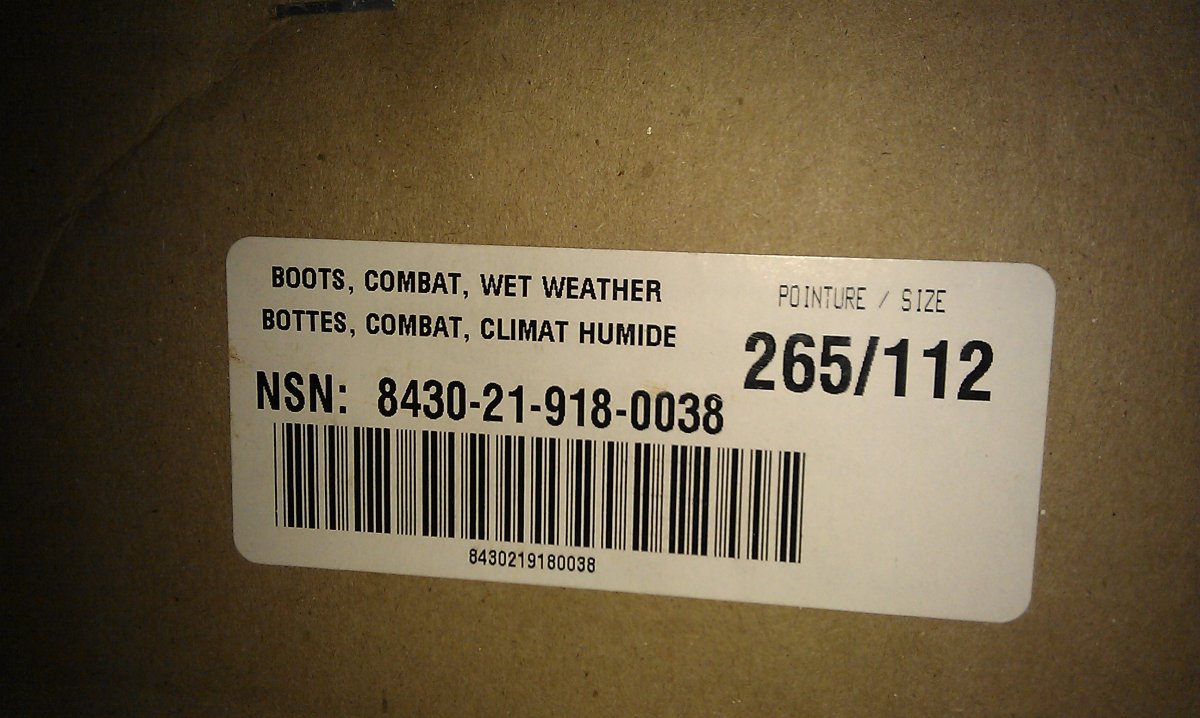 BOOTS, COMBAT, WET WEATHER
BOTTES, COMBAT, CLIMAT HUMIDE
POINTURE / SIZE
265/112
NSN: 8430-21-918-0038
8430219180038